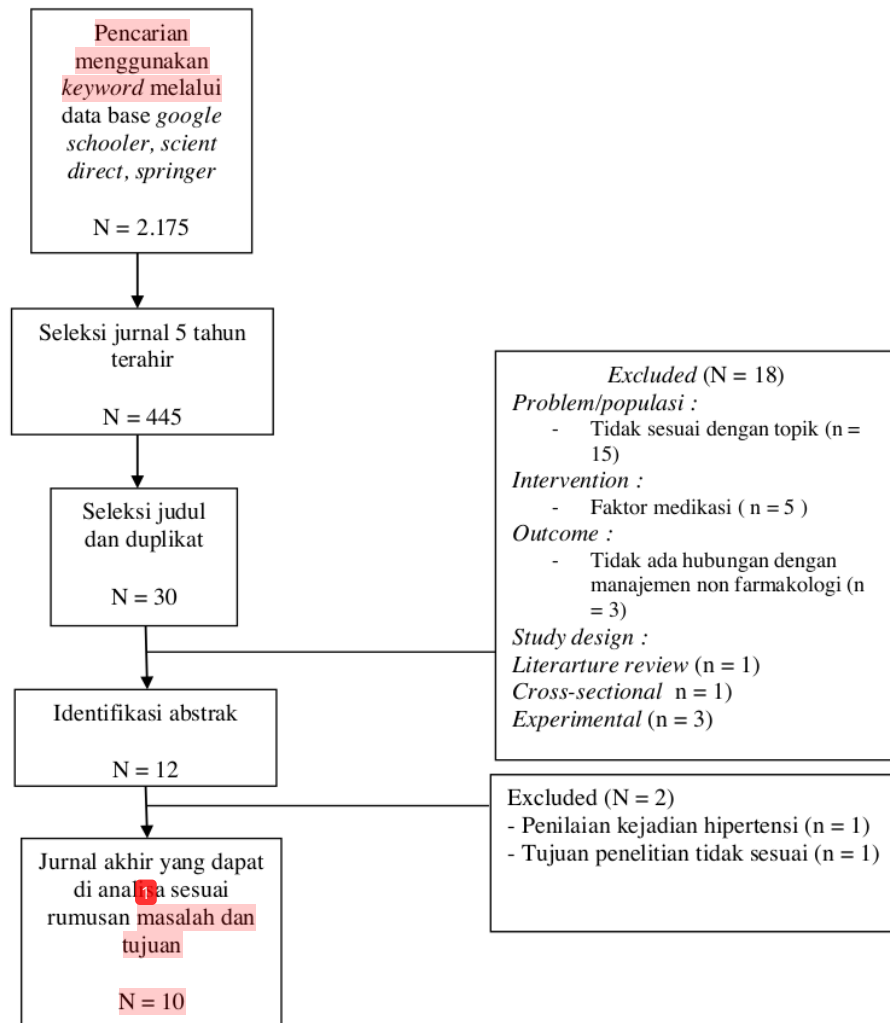 Pencarian
menggunakan
keyword melalui
data base google
schooler, scient
direct, springer
N = 2.175
Seleksi jurnal 5 tahun
terahir
N = 445
Seleksi judul
dan duplikat
N = 30
Excluded (N = 18)
Problem/populasi :
- Tidak sesuai dengan topik (n =
15)
Intervention :
- Faktor medikasi ( n = 5 )
Outcome :
- Tidak ada hubungan dengan
manajemen non farmakologi (n
= 3)
Study design :
Literarture review (n = 1)
Cross-sectional n = 1)
Experimental (n = 3)
Identifikasi abstrak
N = 12
Excluded (N = 2)
- Penilaian kejadian hipertensi (n = 1)
- Tujuan penelitian tidak sesuai (n = 1)
Jurnal akhir yang dapat
di analisa sesuai
1
rumusan masalah dan
tujuan
N = 10